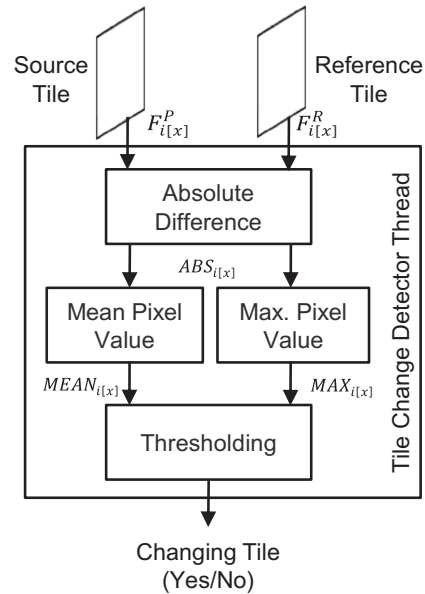 Source
Tile
Reference
Tile
F^P_{i[x]}
F^R_{i[x]}
Absolute
Difference
ABS_{i[x]}
Mean Pixel
Value
Max. Pixel
Value
MEAN_{i[x]}
MAX_{i[x]}
Thresholding
Tile Change Detector Thread
Changing Tile
(Yes/No)